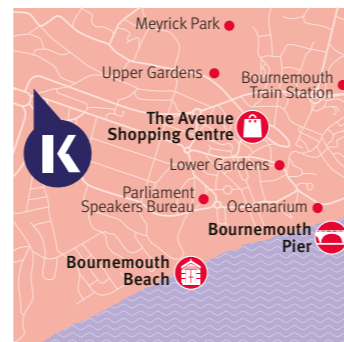 Meyrick Park
Upper Gardens
Bournemouth
Train Station
The Avenue
Shopping Centre
K
Lower Gardens
Parliament
Speakers Bureau
Oceanarium
Bournemouth
Pier
Bournemouth
Beach